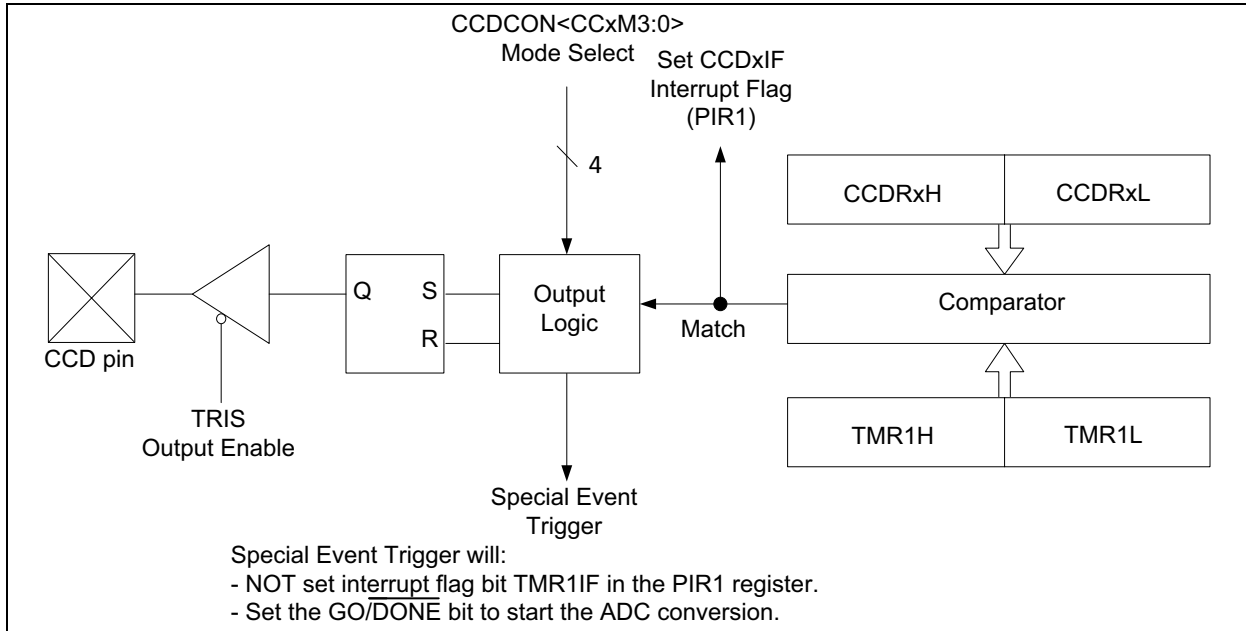 CCDCON<CCxM3:0>
Mode Select
Set CCDxIF
Interrupt Flag
(PIR1)
4
CCDRxH
CCDRxL
Q
S
R
Output
Logic
Match
Comparator
CCD pin
TRIS
Output Enable
TMR1H
TMR1L
Special Event
Trigger
Special Event Trigger will:
- NOT set interrupt flag bit TMR1IF in the PIR1 register.
- Set the GO/DONE bit to start the ADC conversion.